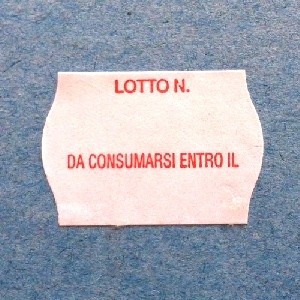 LOTTO N.
DA CONSUMARSI ENTRO IL